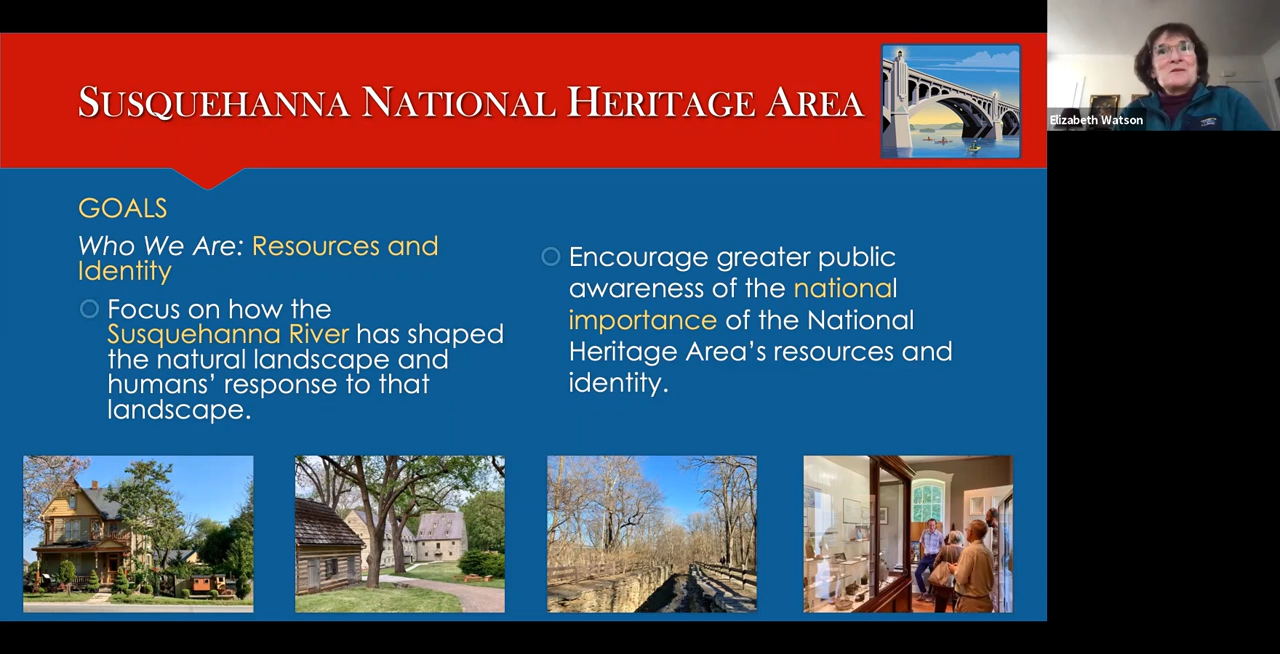 SUSQUEHANNA NATIONAL HERITAGE AREA
GOALS
Who We Are: Resources and
Identity
Focus on how the
Susquehanna River has shaped
the natural landscape and
humans’ response to that
landscape.
Encourage greater public
awareness of the national
importance of the National
Heritage Area’s resources and
identity.
Elizabeth Watson